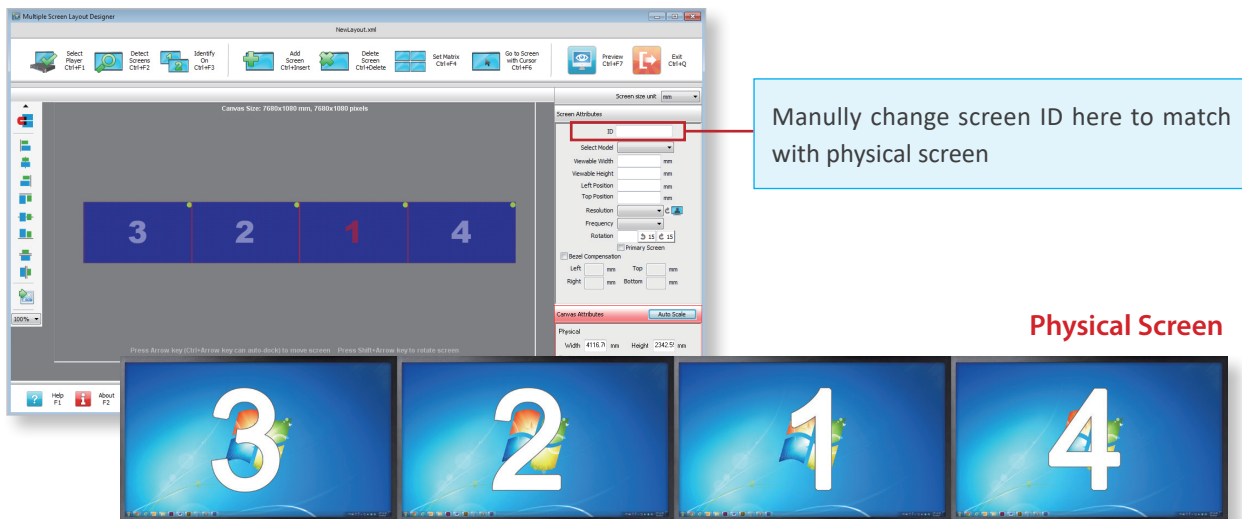 Multiple Screen Layout Designer
NewLayout.xml
Select
Player
Ctrl+F1
Detect
Screens
Ctrl+F2
Identify
On
Ctrl+F3
Add
Screen
Ctrl+Insert
Delete
Screen
Ctrl+Delete
Set Matrix
Ctrl+F4
Go to Screen
with Cursor
Ctrl+F6
Preview
Ctrl+F7
Exit
Ctrl+Q
Screen size unit mm
Canvas Size: 7680x1080 mm, 7680x1080 pixels
Screen Attributes
ID
Select Model
Viewable Width mm
Viewable Height mm
Left Position mm
Top Position mm
Resolution
Frequency
Rotation 15 15
Primary Screen
Bezel Compensation
Left mm Top mm
Right mm Bottom mm
Canvas Attributes Auto Scale
Physical
Width 4116.7 mm Height 2342.5 mm
3 2 1 4
100%
Press Arrow key (Ctrl+Arrow key can auto-dock) to move screen Press Shift+Arrow key to rotate screen
? Help
F1
i About
F2
Manully change screen ID here to match
with physical screen
Physical Screen
3 2 1 4